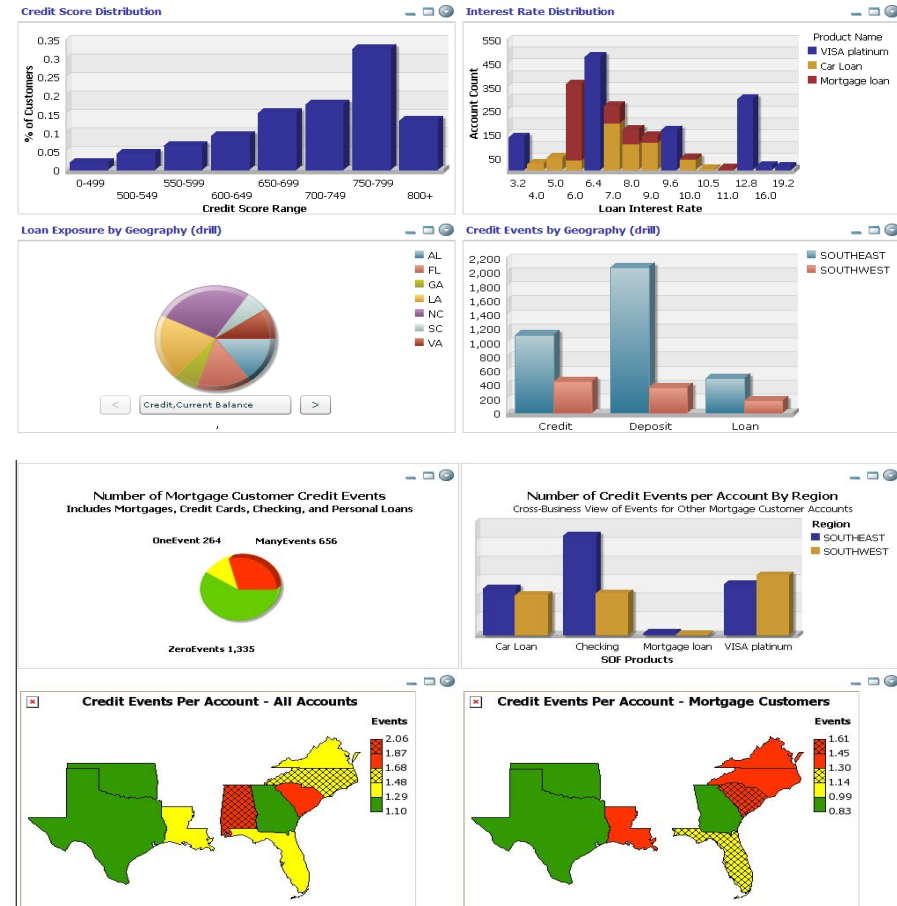 Credit Score Distribution
0.35
0.3
0.25
0.2
0.15
0.1
0.05
0
% of Customers
0-499
500-549
550-599
600-649
650-699
700-749
750-799
800+
Credit Score Range
Interest Rate Distribution
550
450
350
250
150
50
Account Count
3.2
4.0
5.0
6.0
6.4
7.0
8.0
9.0
9.6
10.0
10.5
11.0
12.8
16.0
19.2
Loan Interest Rate
Product Name
VISA platinum
Car Loan
Mortgage loan
Loan Exposure by Geography (drill)
AL
FL
GA
LA
NC
SC
VA
<
Credit,Current Balance
>
,
Credit Events by Geography (drill)
2,200
2,000
1,800
1,600
1,400
1,200
1,000
800
600
400
200
0
Credit
Deposit
Loan
SOUTHEAST
SOUTHWEST
Number of Mortgage Customer Credit Events
Includes Mortgages, Credit Cards, Checking, and Personal Loans
OneEvent 264
ManyEvents 656
ZeroEvents 1,335
Number of Credit Events per Account By Region
Cross-Business View of Events for Other Mortgage Customer Accounts
Region
SOUTHEAST
SOUTHWEST
Car Loan
Checking
Mortgage loan
VISA platinum
SOF Products
Credit Events Per Account - All Accounts
Events
2.06
1.87
1.68
1.48
1.29
1.10
Credit Events Per Account - Mortgage Customers
Events
1.61
1.45
1.30
1.14
0.99
0.83